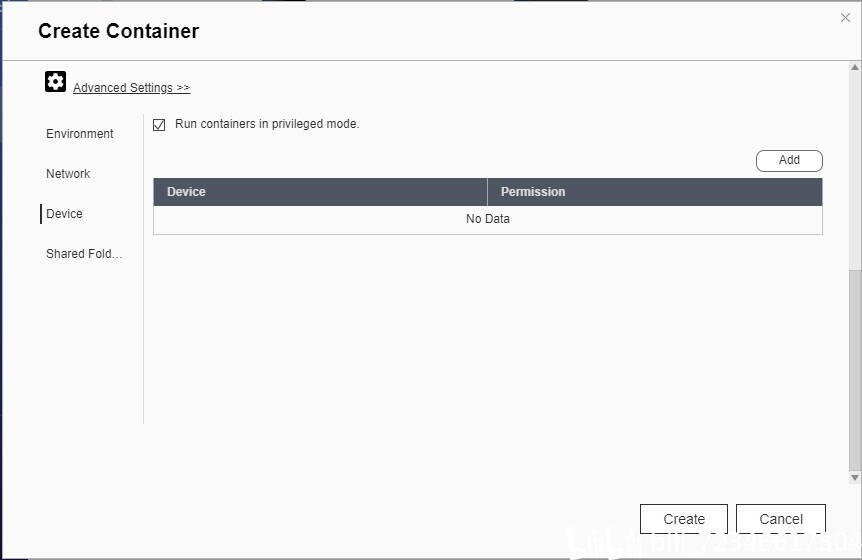 Create Container
Advanced Settings >>
Environment
Run containers in privileged mode.
Add
Network
Device Permission
No Data
Device
Shared Fold...
Create Cancel
bilibili